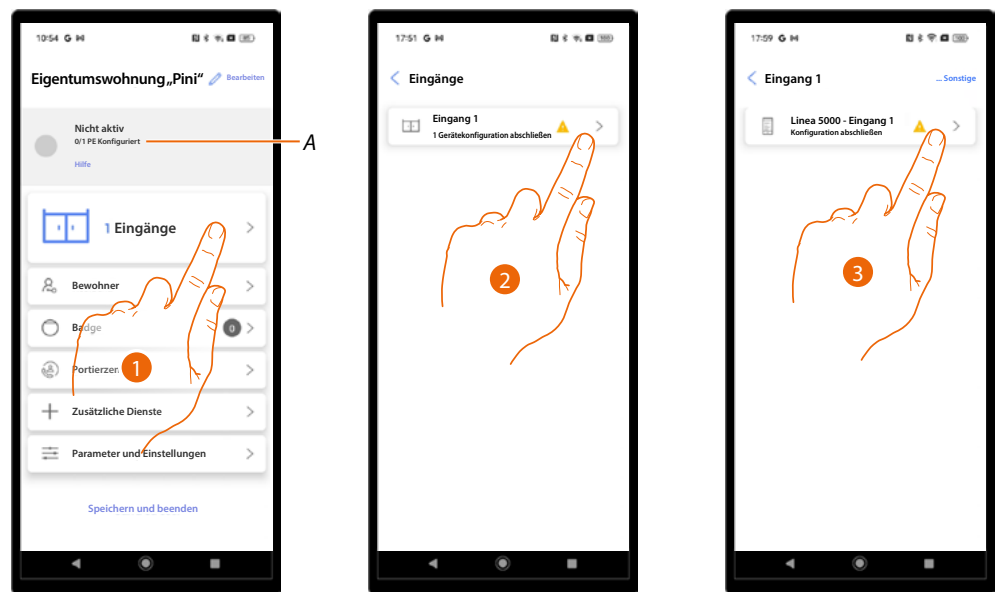 10:54 G
Eigentumswohnung „Pini“ Bearbeiten
Nicht aktiv
0/1 PE Konfiguriert
Hilfe
A
1 Eingänge
Bewohner
Badge 0
Portierzen
Zusätzliche Dienste
Parameter und Einstellungen
Speichern und beenden
1
17:51 G
Eingänge
Eingang 1
1 Gerätekonfiguration abschließen
2
17:59 G
Eingang 1 ... Sonstige
Linea 5000 - Eingang 1
Konfiguration abschließen
3